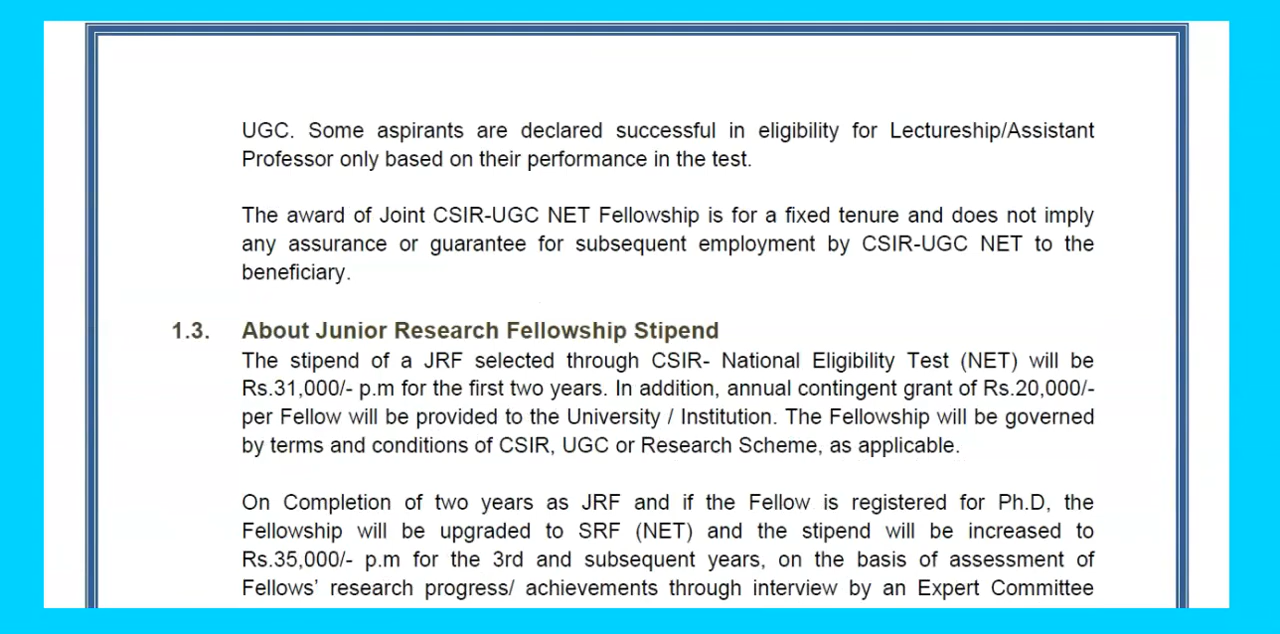 UGC. Some aspirants are declared successful in eligibility for Lectureship/Assistant
Professor only based on their performance in the test.
The award of Joint CSIR-UGC NET Fellowship is for a fixed tenure and does not imply
any assurance or guarantee for subsequent employment by CSIR-UGC NET to the
beneficiary.
1.3. About Junior Research Fellowship Stipend
The stipend of a JRF selected through CSIR- National Eligibility Test (NET) will be
Rs.31,000/- p.m for the first two years. In addition, annual contingent grant of Rs.20,000/-
per Fellow will be provided to the University / Institution. The Fellowship will be governed
by terms and conditions of CSIR, UGC or Research Scheme, as applicable.
On Completion of two years as JRF and if the Fellow is registered for Ph.D, the
Fellowship will be upgraded to SRF (NET) and the stipend will be increased to
Rs.35,000/- p.m for the 3rd and subsequent years, on the basis of assessment of
Fellows' research progress/ achievements through interview by an Expert Committee